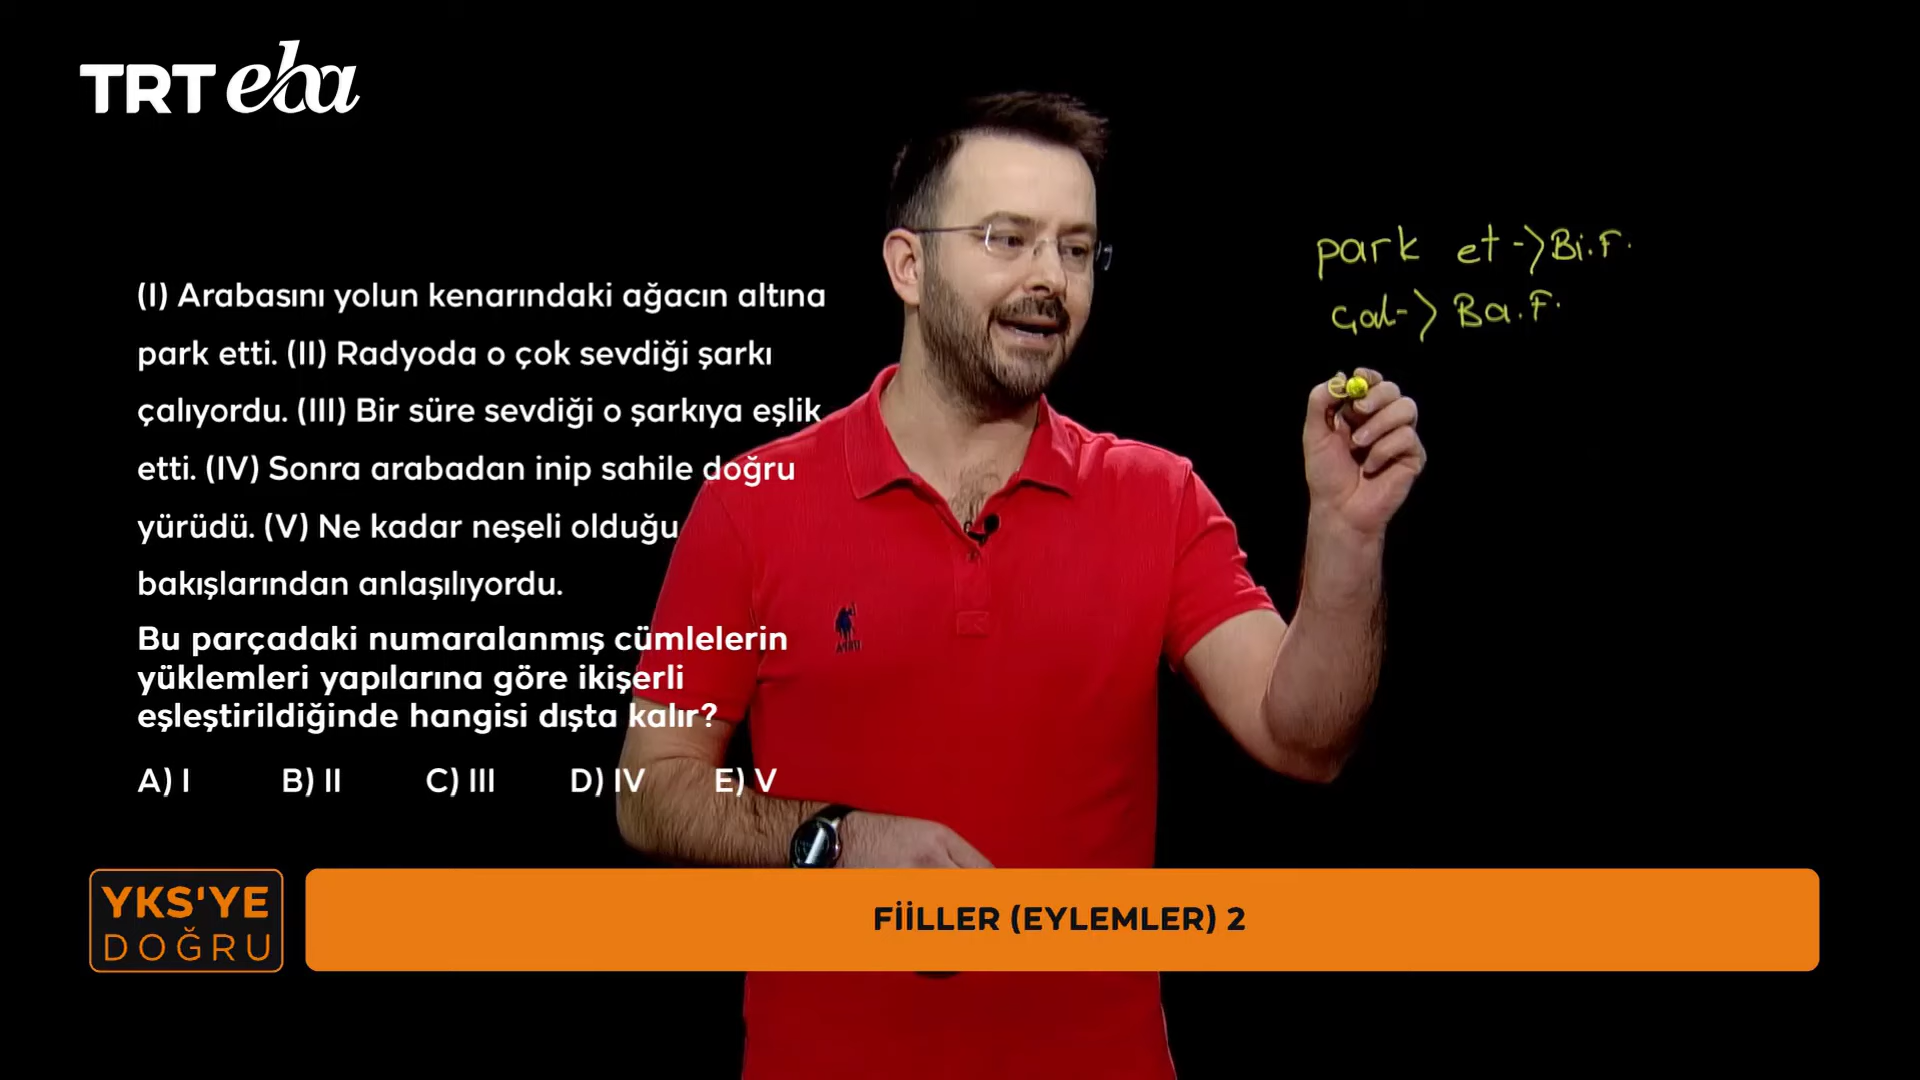 TRT eba
(I) Arabasını yolun kenarındaki ağacın altına
park etti. (II) Radyoda o çok sevdiği şarkı
çalıyordu. (III) Bir süre sevdiği o şarkıya eşlik
etti. (IV) Sonra arabadan inip sahile doğru
yürüdü. (V) Ne kadar neşeli olduğu
bakışlarından anlaşılıyordu.
Bu parçadaki numaralanmış cümlelerin
yüklemleri yapılarına göre ikişerli
eşleştirildiğinde hangisi dışta kalır?
A) I B) II C) III D) IV E) V
park et -> Bi.F.
çal-> Ba.F.
e
YKS'YE
DOĞRU
FİİLLER (EYLEMLER) 2